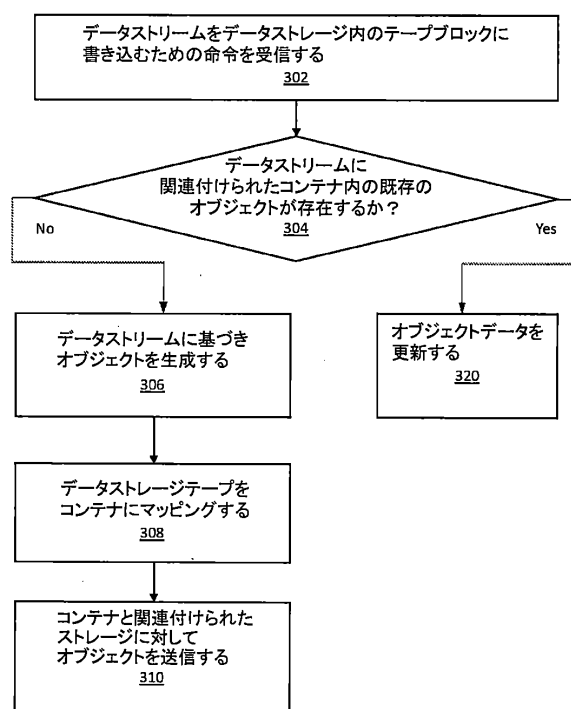 データストリームをデータストレージ内のテープブロックに
書き込むための命令を受信する
302
データストリームに
関連付けられたコンテナ内の既存の
オブジェクトが存在するか？
304
No
Yes
データストリームに基づき
オブジェクトを生成する
306
オブジェクトデータを
更新する
320
データストレージテープを
コンテナにマッピングする
308
コンテナと関連付けられた
ストレージに対して
オブジェクトを送信する
310